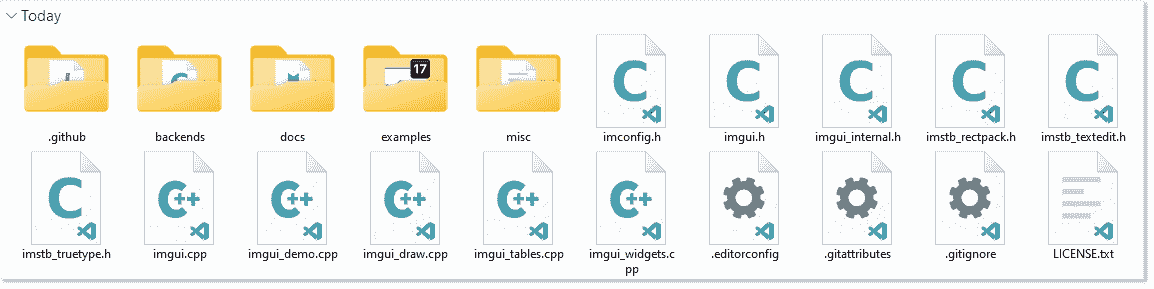 Today
17
.github backends docs examples misc imconfig.h imgui.h imgui_internal.h imstb_rectpack.h imstb_textedit.h
C C C C C
C C++ C++ C++ C++ C++
imstb_truetype.h imgui.cpp imgui_demo.cpp imgui_draw.cpp imgui_tables.cpp imgui_widgets.c .editorconfig .gitattributes .gitignore LICENSE.txt
pp